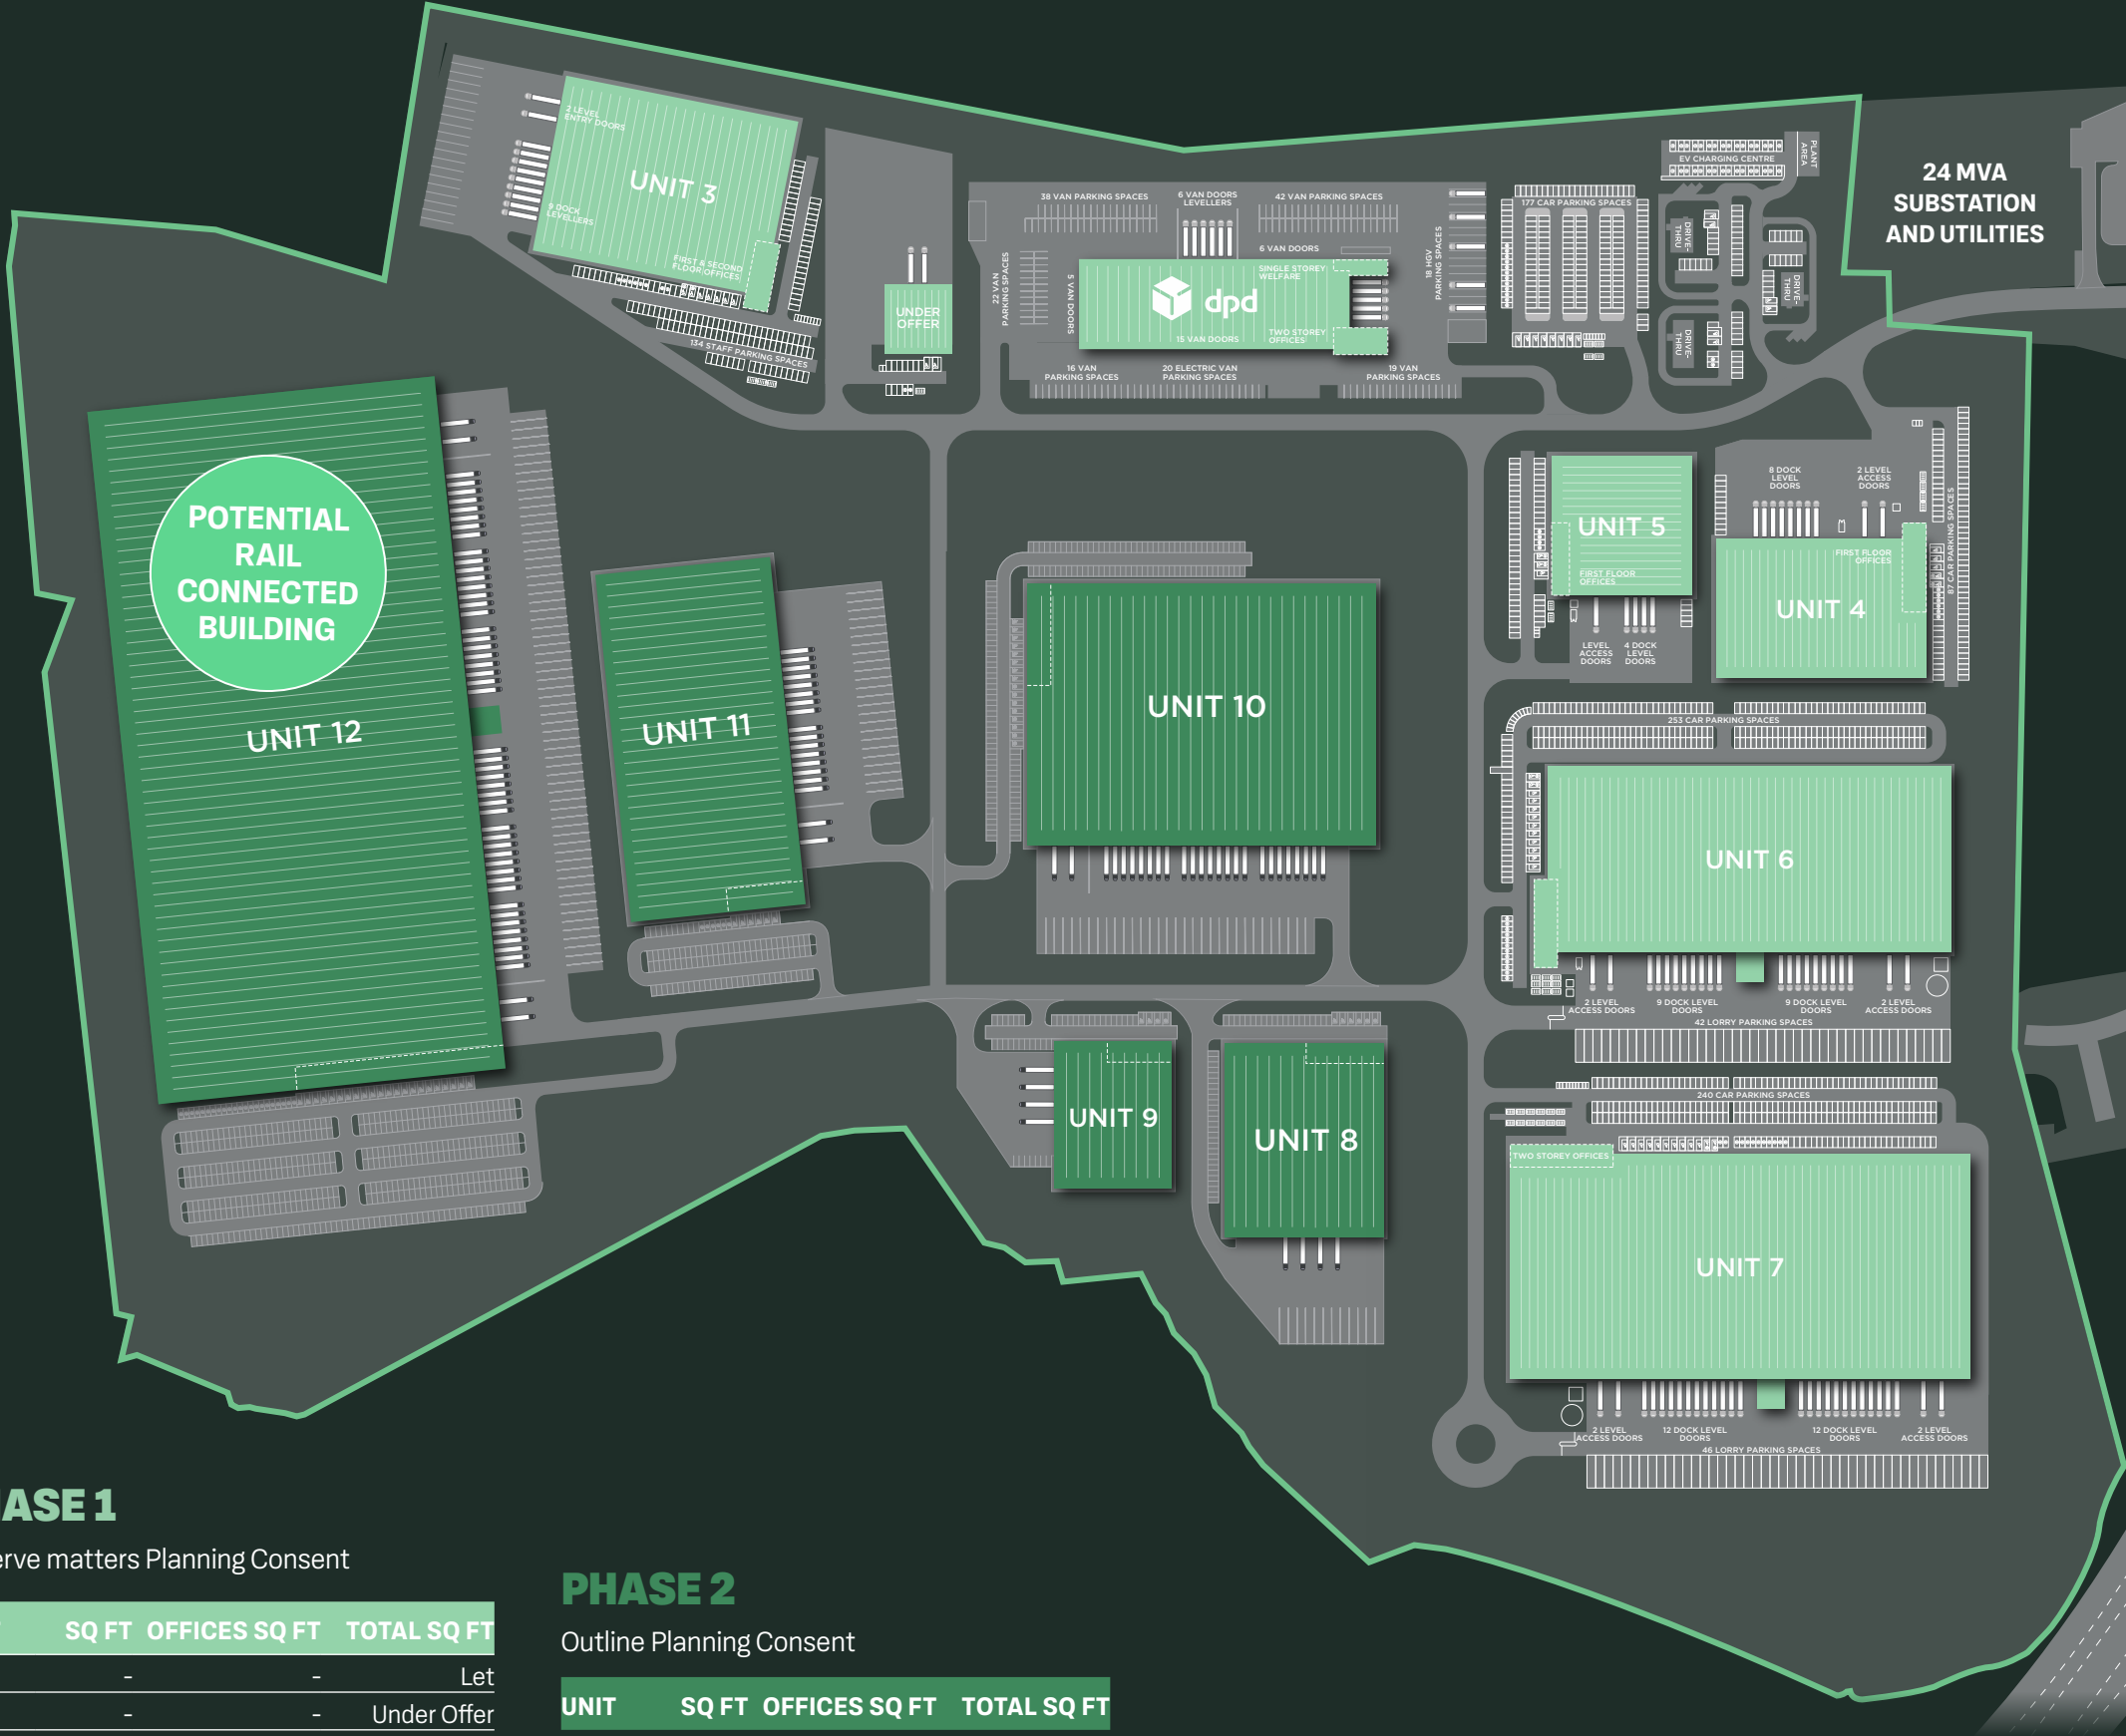 24 MVA
SUBSTATION
AND UTILITIES
PLANT
AREA
EV CHARGING CENTRE
DRIVE-
THRU
DRIVE-
THRU
DRIVE-
THRU
2 LEVEL
ENTRY DOORS
UNIT 3
9 DOCK
LEVELLERS
FIRST & SECOND
FLOOR OFFICES
134 STAFF PARKING SPACES
UNDER
OFFER
38 VAN PARKING SPACES
6 VAN DOORS
LEVELLERS
42 VAN PARKING SPACES
6 VAN DOORS
22 VAN
PARKING SPACES
5 VAN DOORS
SINGLE STOREY
WELFARE
dpd
TWO STOREY
OFFICES
15 VAN DOORS
18 HGV
PARKING SPACES
16 VAN
PARKING SPACES
20 ELECTRIC VAN
PARKING SPACES
19 VAN
PARKING SPACES
177 CAR PARKING SPACES
POTENTIAL
RAIL
CONNECTED
BUILDING
UNIT 12
UNIT 11
UNIT 10
UNIT 5
FIRST FLOOR
OFFICES
LEVEL
ACCESS
DOORS
4 DOCK
LEVEL
DOORS
8 DOCK
LEVEL
DOORS
2 LEVEL
ACCESS
DOORS
FIRST FLOOR
OFFICES
UNIT 4
87 CAR PARKING SPACES
253 CAR PARKING SPACES
UNIT 6
2 LEVEL
ACCESS DOORS
9 DOCK LEVEL
DOORS
9 DOCK LEVEL
DOORS
2 LEVEL
ACCESS DOORS
42 LORRY PARKING SPACES
240 CAR PARKING SPACES
UNIT 9
UNIT 8
TWO STOREY OFFICES
UNIT 7
2 LEVEL
ACCESS DOORS
12 DOCK LEVEL
DOORS
12 DOCK LEVEL
DOORS
2 LEVEL
ACCESS DOORS
46 LORRY PARKING SPACES
ASE 1
erve matters Planning Consent
SQ FT OFFICES SQ FT TOTAL SQ FT
- - Let
- - Under Offer
PHASE 2
Outline Planning Consent
UNIT SQ FT OFFICES SQ FT TOTAL SQ FT